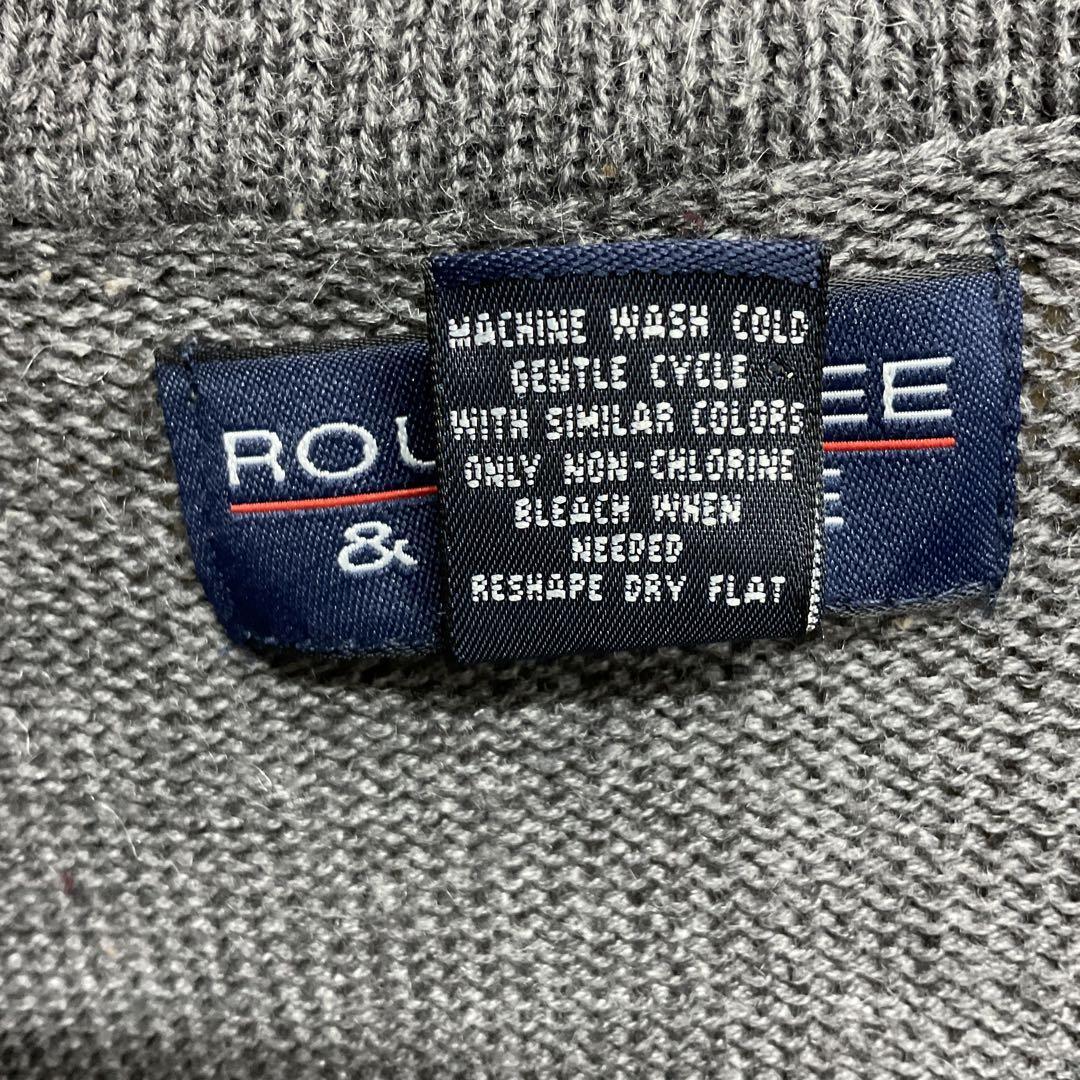 MACHINE WASH COLD
GENTLE CYCLE
WITH SIMILAR COLORS
ONLY NON-CHLORINE
BLEACH WHEN
NEEDED
RESHAPE DRY FLAT
ROU EE
&